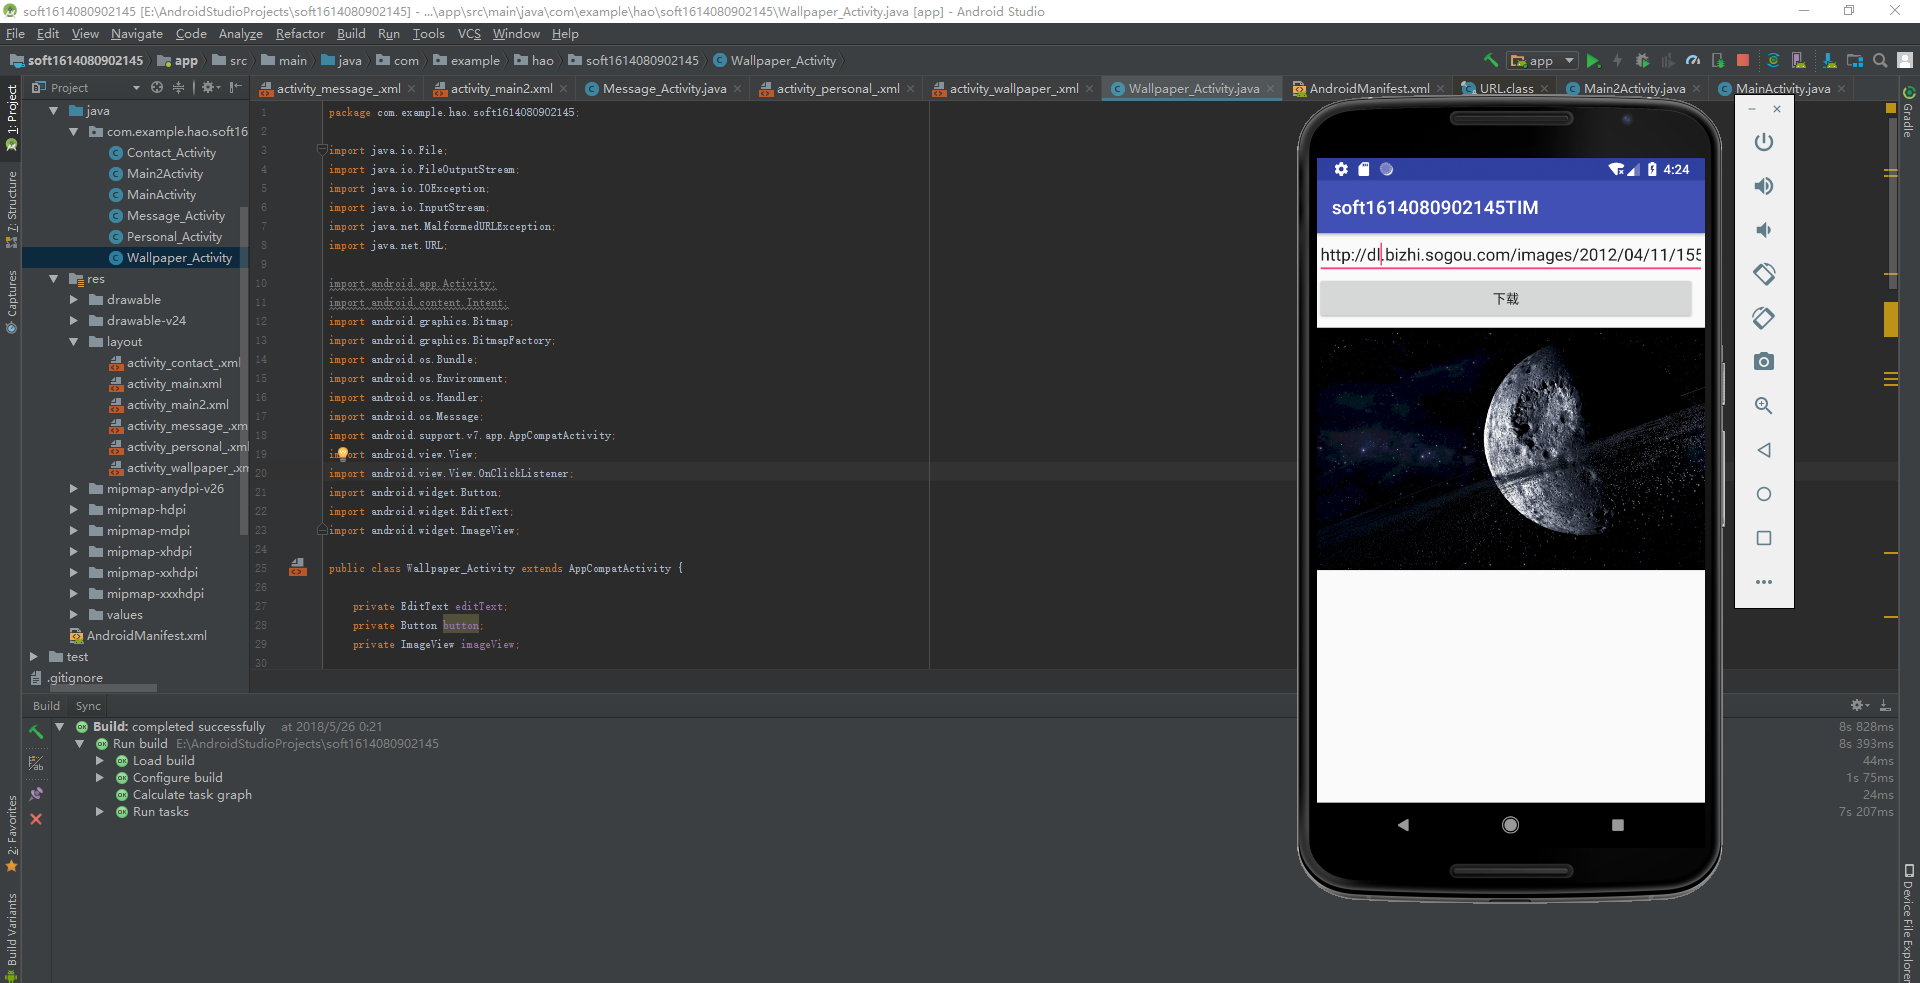 soft1614080902145 [E:\AndroidStudioProjects\soft1614080902145] - ...\app\src\main\java\com\example\hao\soft1614080902145\Wallpaper_Activity.java [app] - Android Studio
File Edit View Navigate Code Analyze Refactor Build Run Tools VCS Window Help
soft1614080902145 app src main java com example hao soft1614080902145 Wallpaper_Activity
app
Project
activity_message_.xml activity_main2.xml Message_Activity.java activity_personal_.xml activity_wallpaper_.xml Wallpaper_Activity.java AndroidManifest.xml URL.class Main2Activity.java MainActivity.java
1: Project
7: Structure
Captures
2: Favorites
Build Variants
java
com.example.hao.soft16
Contact_Activity
Main2Activity
MainActivity
Message_Activity
Personal_Activity
Wallpaper_Activity
res
drawable
drawable-v24
layout
activity_contact_.xml
activity_main.xml
activity_main2.xml
activity_message_.xm
activity_personal_.xml
activity_wallpaper_.xm
mipmap-anydpi-v26
mipmap-hdpi
mipmap-mdpi
mipmap-xhdpi
mipmap-xxhdpi
mipmap-xxxhdpi
values
AndroidManifest.xml
test
.gitignore
1 package com.example.hao.soft1614080902145;
2
3 import java.io.File;
4 import java.io.FileOutputStream;
5 import java.io.IOException;
6 import java.io.InputStream;
7 import java.net.MalformedURLException;
8 import java.net.URL;
9
10 import android.app.Activity;
11 import android.content.Intent;
12 import android.graphics.Bitmap;
13 import android.graphics.BitmapFactory;
14 import android.os.Bundle;
15 import android.os.Environment;
16 import android.os.Handler;
17 import android.os.Message;
18 import android.support.v7.app.AppCompatActivity;
19 import android.view.View;
20 import android.view.View.OnClickListener;
21 import android.widget.Button;
22 import android.widget.EditText;
23 import android.widget.ImageView;
24
25 public class Wallpaper_Activity extends AppCompatActivity {
26
27 private EditText editText;
28 private Button button;
29 private ImageView imageView;
30
4:24
soft1614080902145TIM
http://dl.bizhi.sogou.com/images/2012/04/11/155
下载
Gradle
Device File Explorer
Build Sync
Build: completed successfully at 2018/5/26 0:21 8s 828ms
Run build E:\AndroidStudioProjects\soft1614080902145 8s 393ms
Load build 44ms
Configure build 1s 75ms
Calculate task graph 24ms
Run tasks 7s 207ms